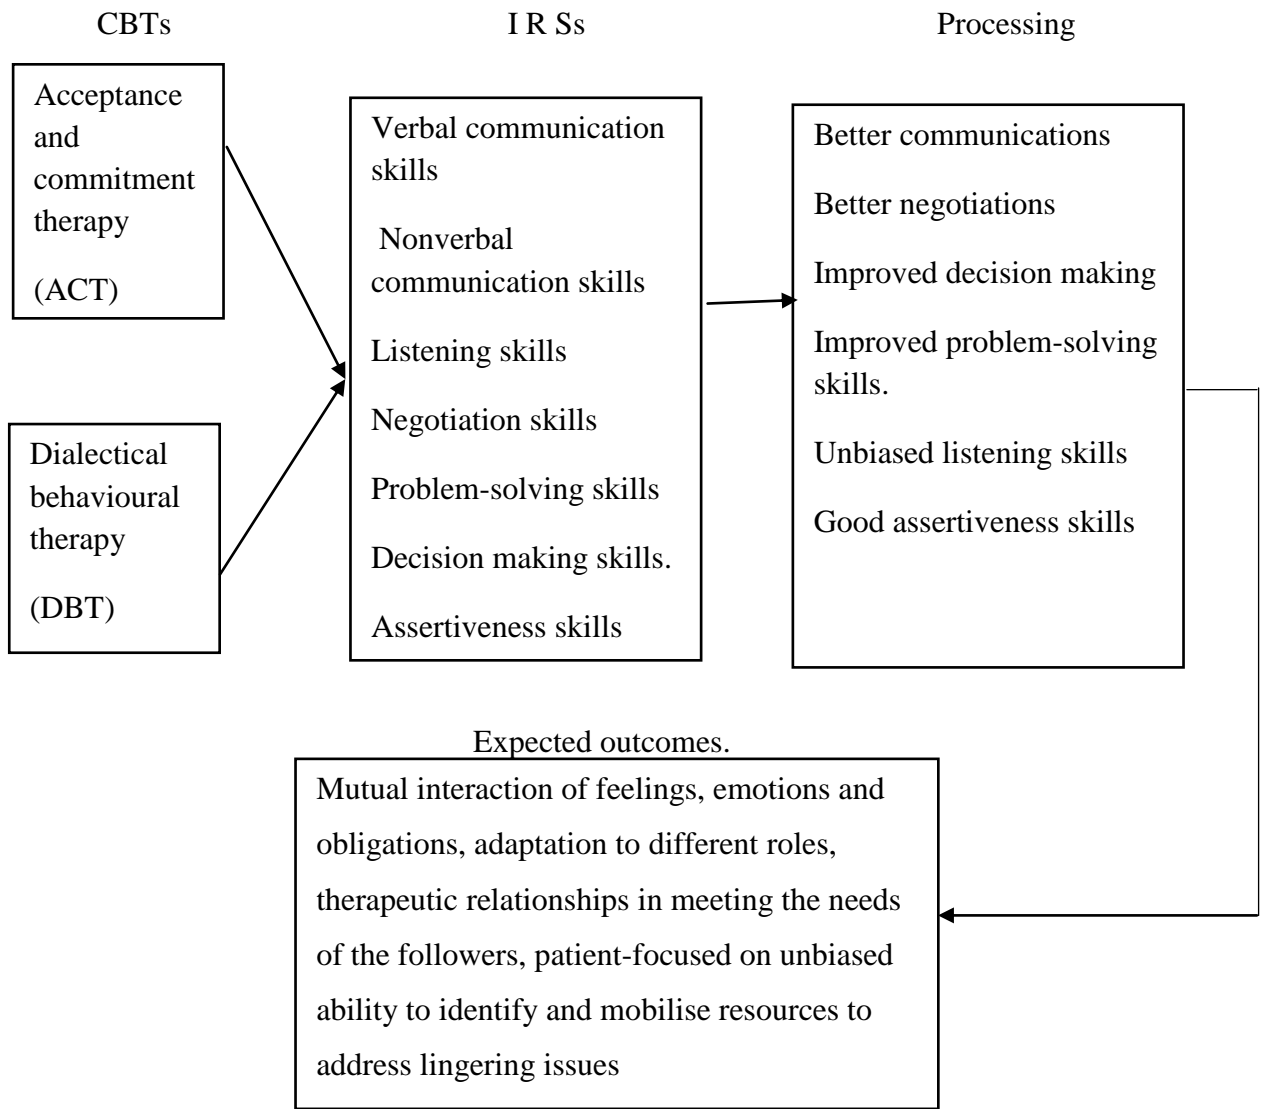 CBTs
I R Ss
Processing
Acceptance
and
commitment
therapy
(ACT)
Dialectical
behavioural
therapy
(DBT)
Verbal communication
skills
Nonverbal
communication skills
Listening skills
Negotiation skills
Problem-solving skills
Decision making skills.
Assertiveness skills
Better communications
Better negotiations
Improved decision making
Improved problem-solving
skills.
Unbiased listening skills
Good assertiveness skills
Expected outcomes.
Mutual interaction of feelings, emotions and
obligations, adaptation to different roles,
therapeutic relationships in meeting the needs
of the followers, patient-focused on unbiased
ability to identify and mobilise resources to
address lingering issues